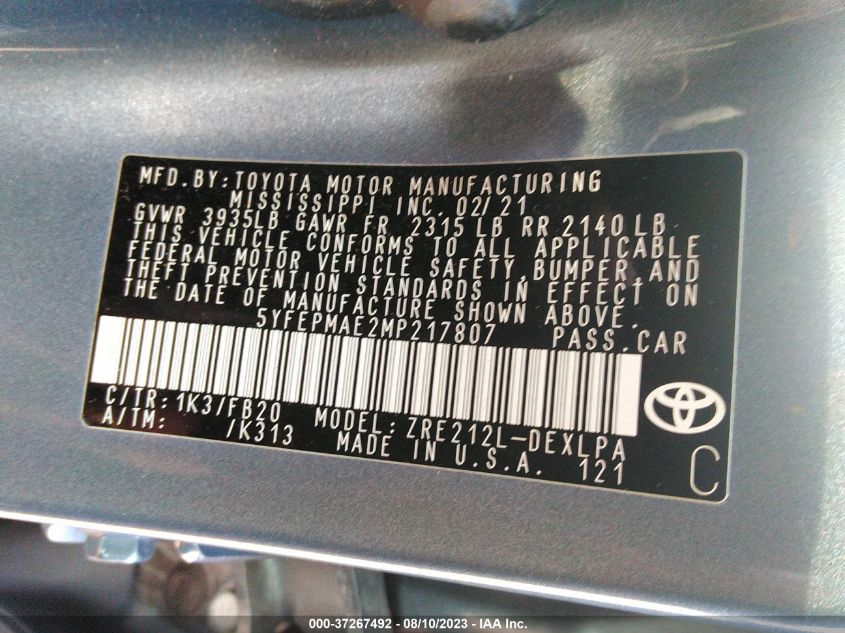 MFD.BY:TOYOTA MOTOR MANUFACTURING
MISSISSIPPI INC. 02/21
GVWR 3935LB GAWR FR 2315 LB RR 2140 LB
THIS VEHICLE CONFORMS TO ALL APPLICABLE
FEDERAL MOTOR VEHICLE SAFETY,BUMPER,AND
THEFT PREVENTION STANDARDS IN EFFECT ON
THE DATE OF MANUFACTURE SHOWN ABOVE.
5YFEPMAE2MP217807 PASS.CAR
C/TR: 1K3/FB20 MODEL: ZRE212L-DEXLPA
A/TM: /K313 MADE IN U.S.A. 121
C
000-37267492 - 08/10/2023 - IAA Inc.